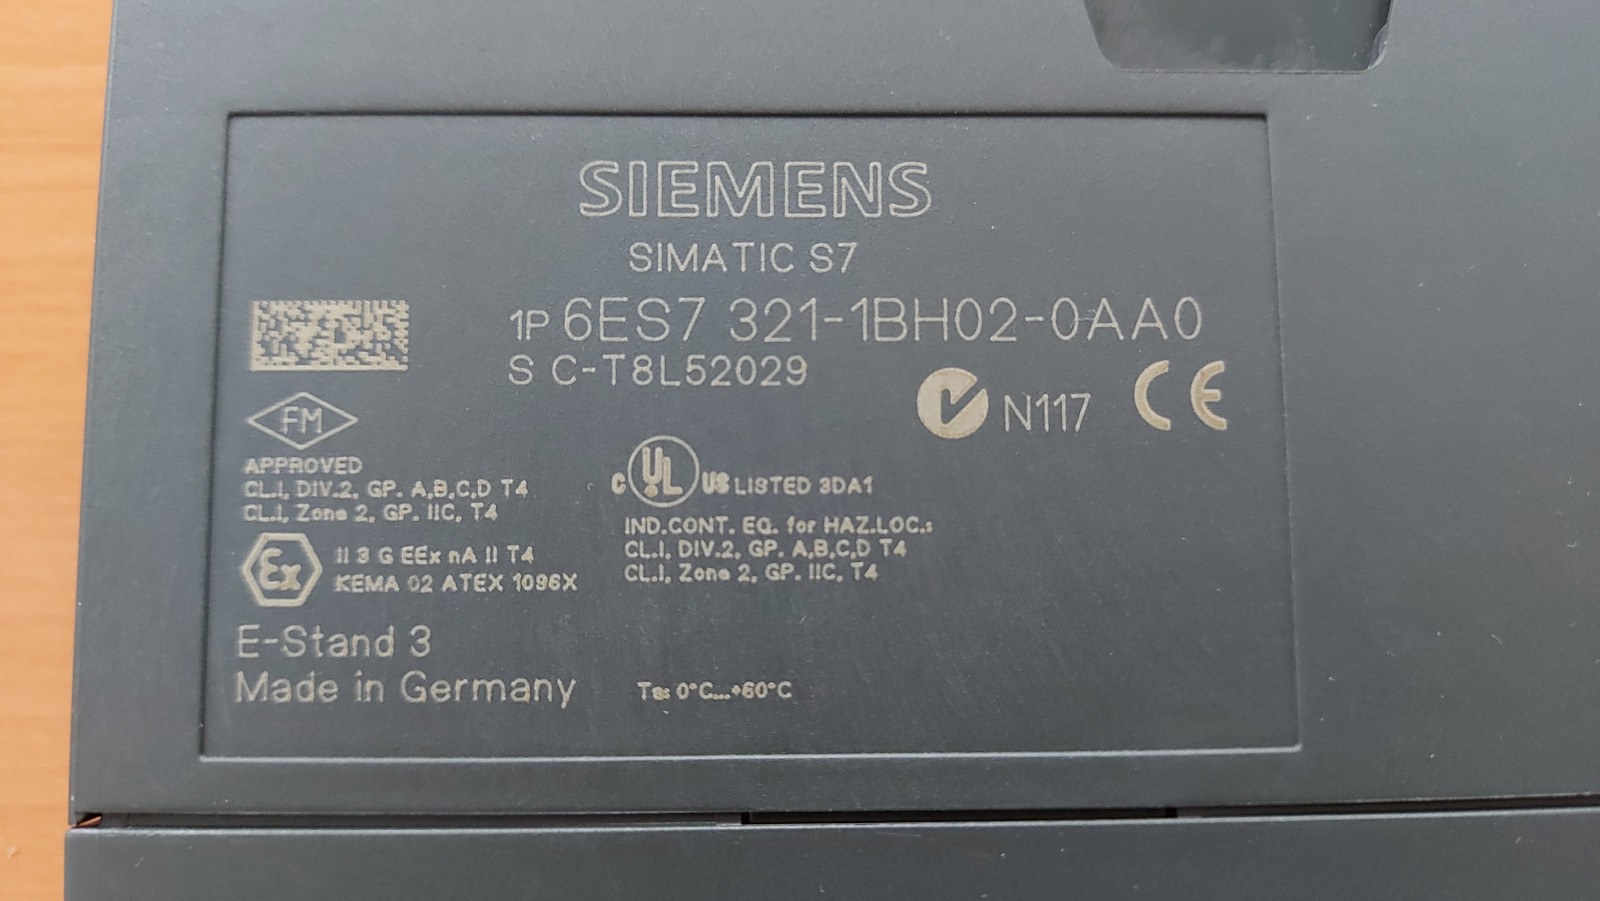 SIEMENS
SIMATIC S7
1P 6ES7 321-1BH02-0AA0
S C-T8L52029
N117 CE
FM
APPROVED
CL.I, DIV.2, GP. A,B,C,D T4
CL.I, Zone 2, GP. IIC, T4
Ex
II 3 G EEx nA II T4
KEMA 02 ATEX 1096X
c UL US LISTED 3DA1
IND.CONT. EQ. for HAZ.LOC.:
CL.I, DIV.2, GP. A,B,C,D T4
CL.I, Zone 2, GP. IIC, T4
E-Stand 3
Made in Germany
Ta: 0°C...+60°C